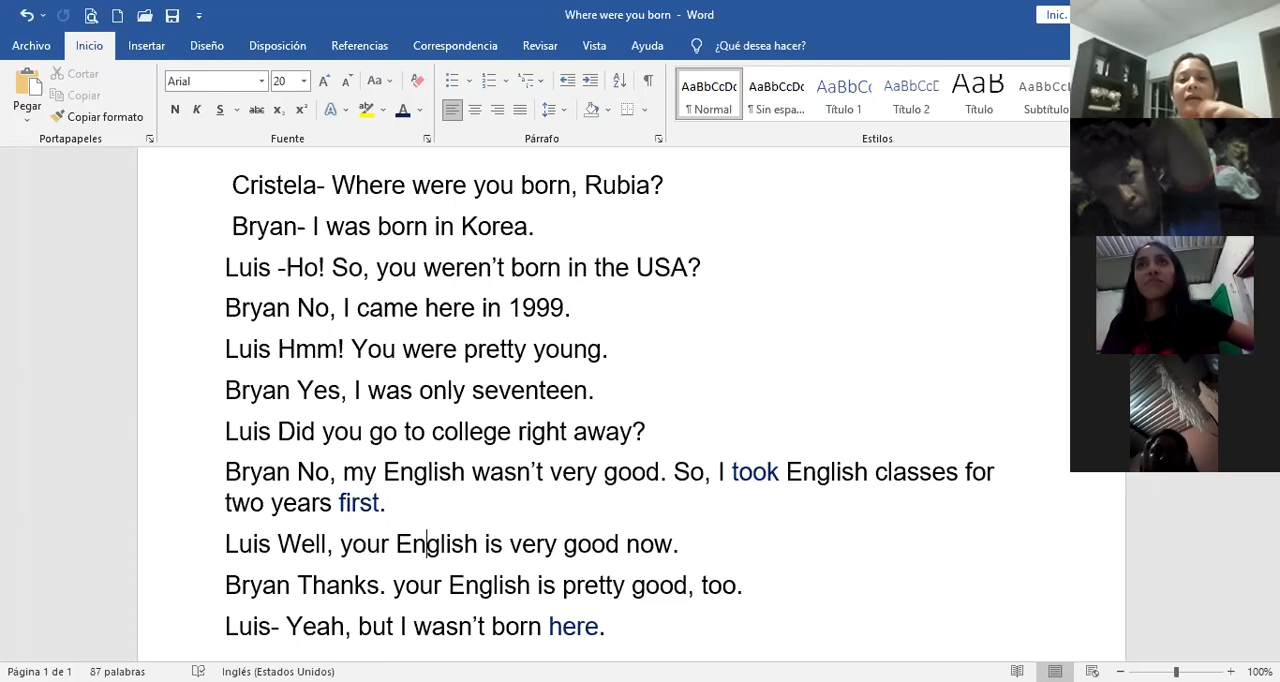 Where were you born - Word
Inic.
Archivo Inicio Insertar Diseño Disposición Referencias Correspondencia Revisar Vista Ayuda ¿Qué desea hacer?
Pegar
Cortar
Copiar
Copiar formato
Portapapeles
Arial 20
Aa
N K S abc x₂ x² A A
Fuente
Párrafo
AaBbCcDc AaBbCcDc AaBbCc AaBbCcD AaB AaBbCc
¶ Normal ¶ Sin espa... Título 1 Título 2 Título Subtítulo
Estilos
Cristela- Where were you born, Rubia?
Bryan- I was born in Korea.
Luis -Ho! So, you weren’t born in the USA?
Bryan No, I came here in 1999.
Luis Hmm! You were pretty young.
Bryan Yes, I was only seventeen.
Luis Did you go to college right away?
Bryan No, my English wasn’t very good. So, I took English classes for
two years first.
Luis Well, your English is very good now.
Bryan Thanks. your English is pretty good, too.
Luis- Yeah, but I wasn’t born here.
Página 1 de 1 87 palabras Inglés (Estados Unidos) 100%